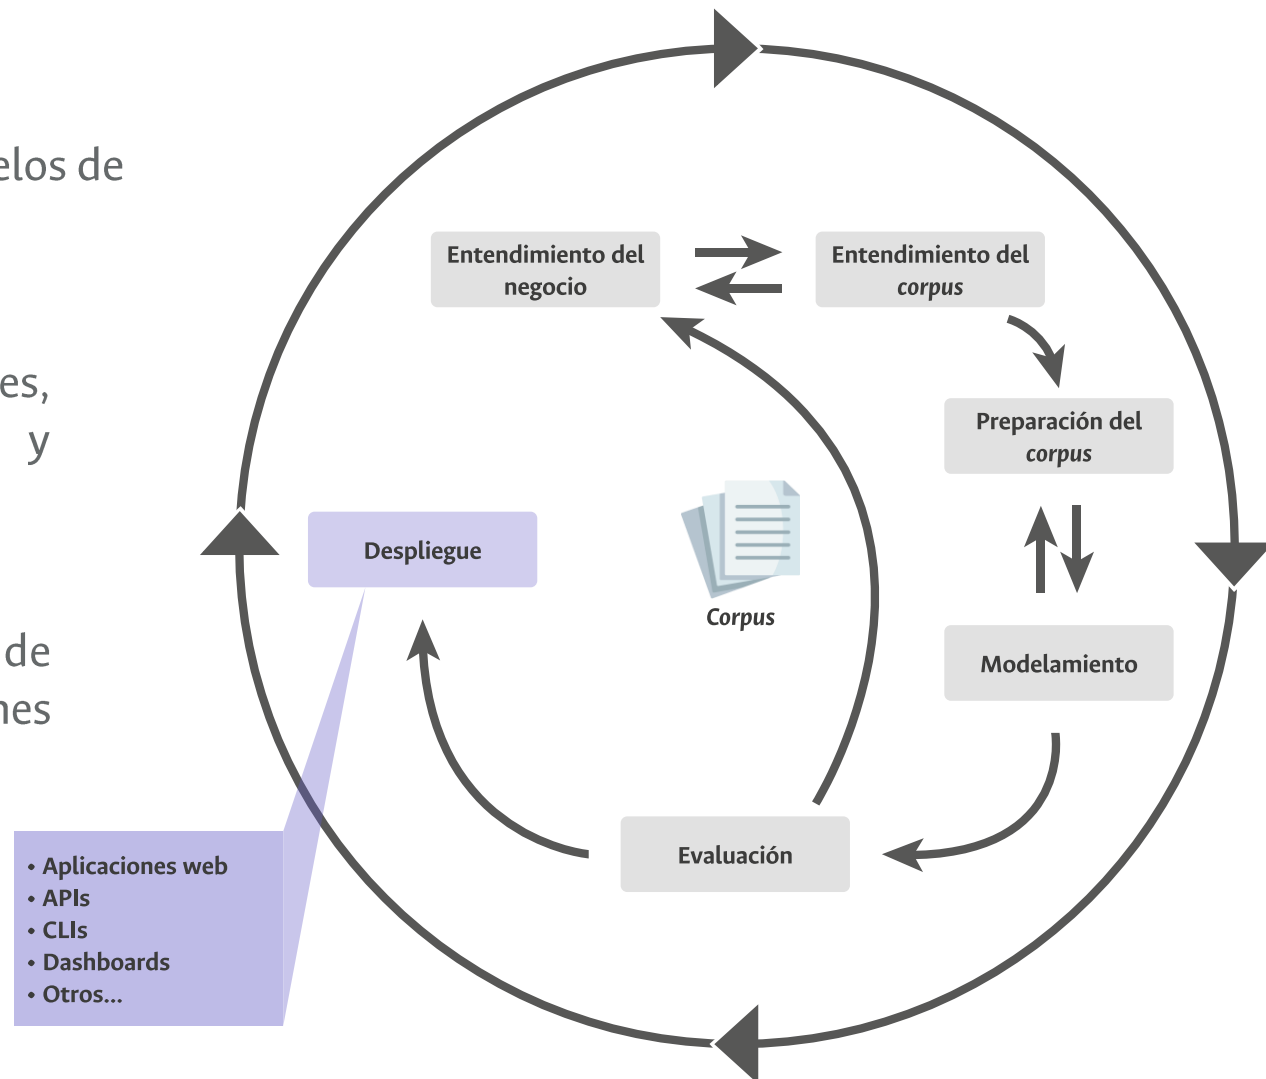 elos de
es,
y
de
nes
Entendimiento del
negocio
Entendimiento del
corpus
Preparación del
corpus
Modelamiento
Evaluación
Despliegue
Corpus
• Aplicaciones web
• APIs
• CLIs
• Dashboards
• Otros...